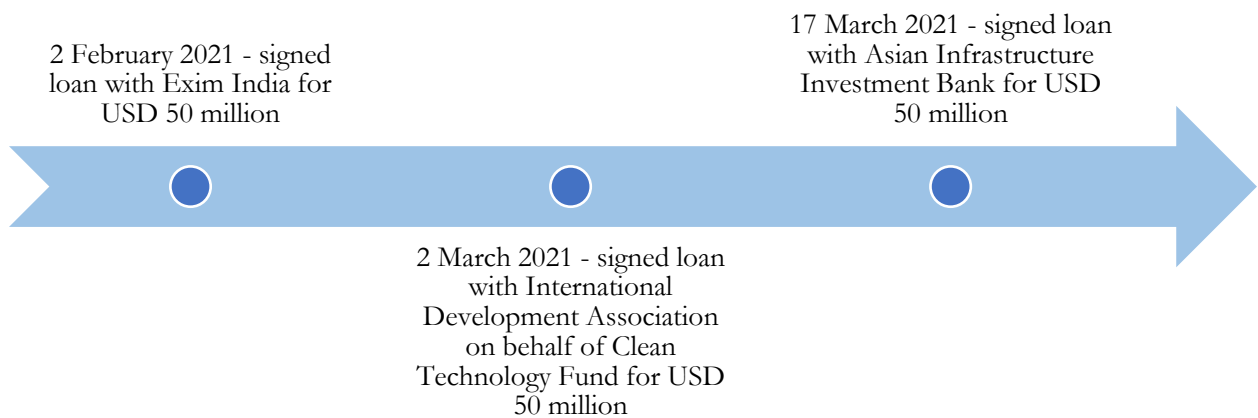 2 February 2021 - signed
loan with Exim India for
USD 50 million
2 March 2021 - signed loan
with International
Development Association
on behalf of Clean
Technology Fund for USD
50 million
17 March 2021 - signed loan
with Asian Infrastructure
Investment Bank for USD
50 million